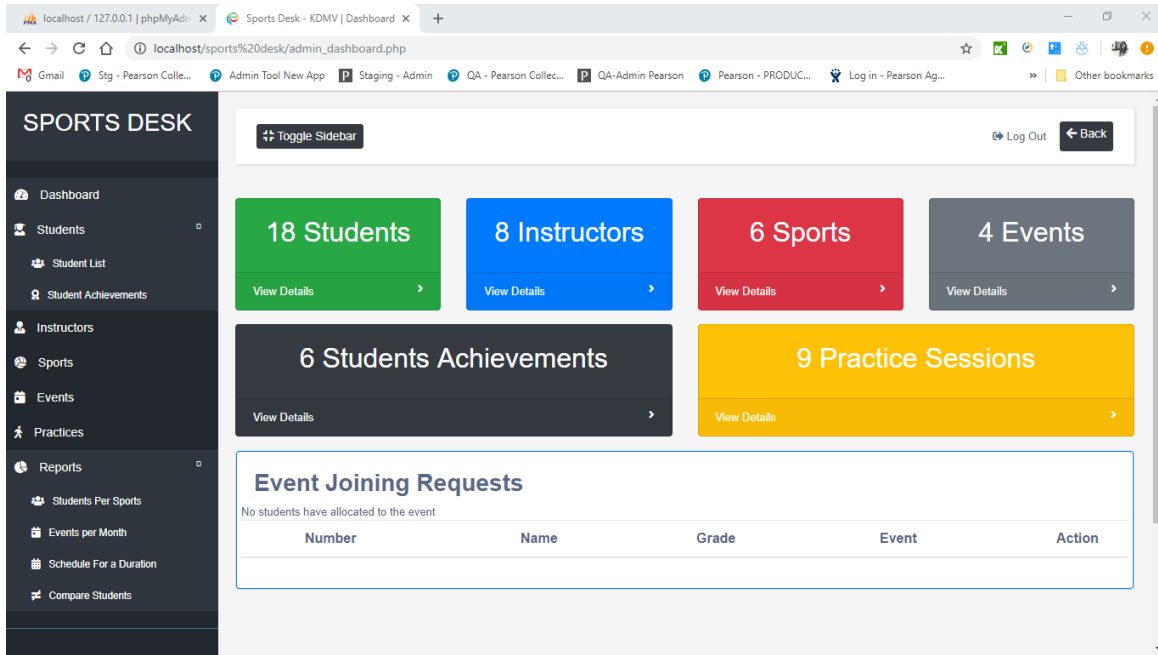 localhost / 127.0.0.1 | phpMyAdm
Sports Desk - KDMV | Dashboard
localhost/sports%20desk/admin_dashboard.php
Gmail
Stg - Pearson Colle...
Admin Tool New App
Staging - Admin
QA - Pearson Collec...
QA-Admin Pearson
Pearson - PRODUC...
Log in - Pearson Ag...
»
Other bookmarks
SPORTS DESK
Dashboard
Students
Student List
Student Achievements
Instructors
Sports
Events
Practices
Reports
Students Per Sports
Events per Month
Schedule For a Duration
Compare Students
Toggle Sidebar
Log Out
Back
18 Students
View Details
8 Instructors
View Details
6 Sports
View Details
4 Events
View Details
6 Students Achievements
View Details
9 Practice Sessions
View Details
Event Joining Requests
No students have allocated to the event
Number Name Grade Event Action